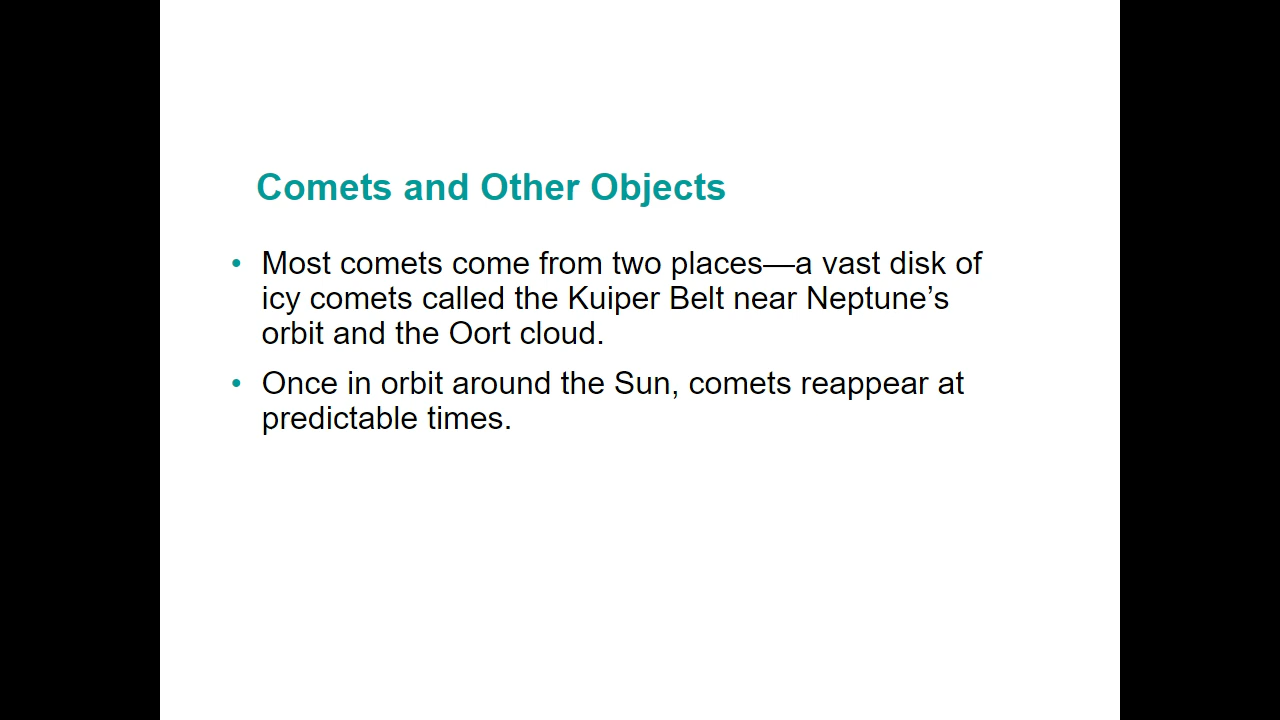 Comets and Other Objects
• Most comets come from two places—a vast disk of
icy comets called the Kuiper Belt near Neptune’s
orbit and the Oort cloud.
• Once in orbit around the Sun, comets reappear at
predictable times.